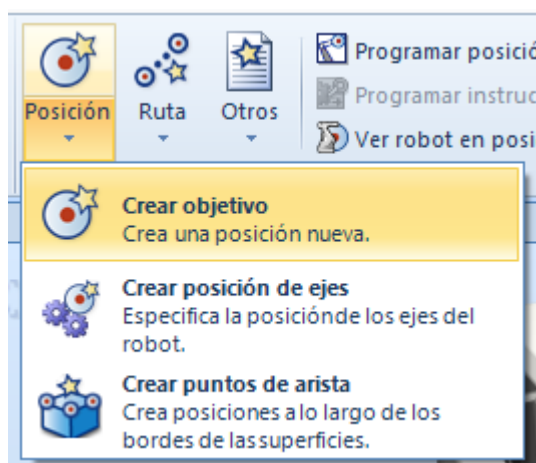 Programar posició
Programar instruc
Posición Ruta Otros
Ver robot en posi
Crear objetivo
Crea una posición nueva.
Crear posición de ejes
Especifica la posiciónde los ejes del
robot.
Crear puntos de arista
Crea posiciones a lo largo de los
bordes de las superficies.